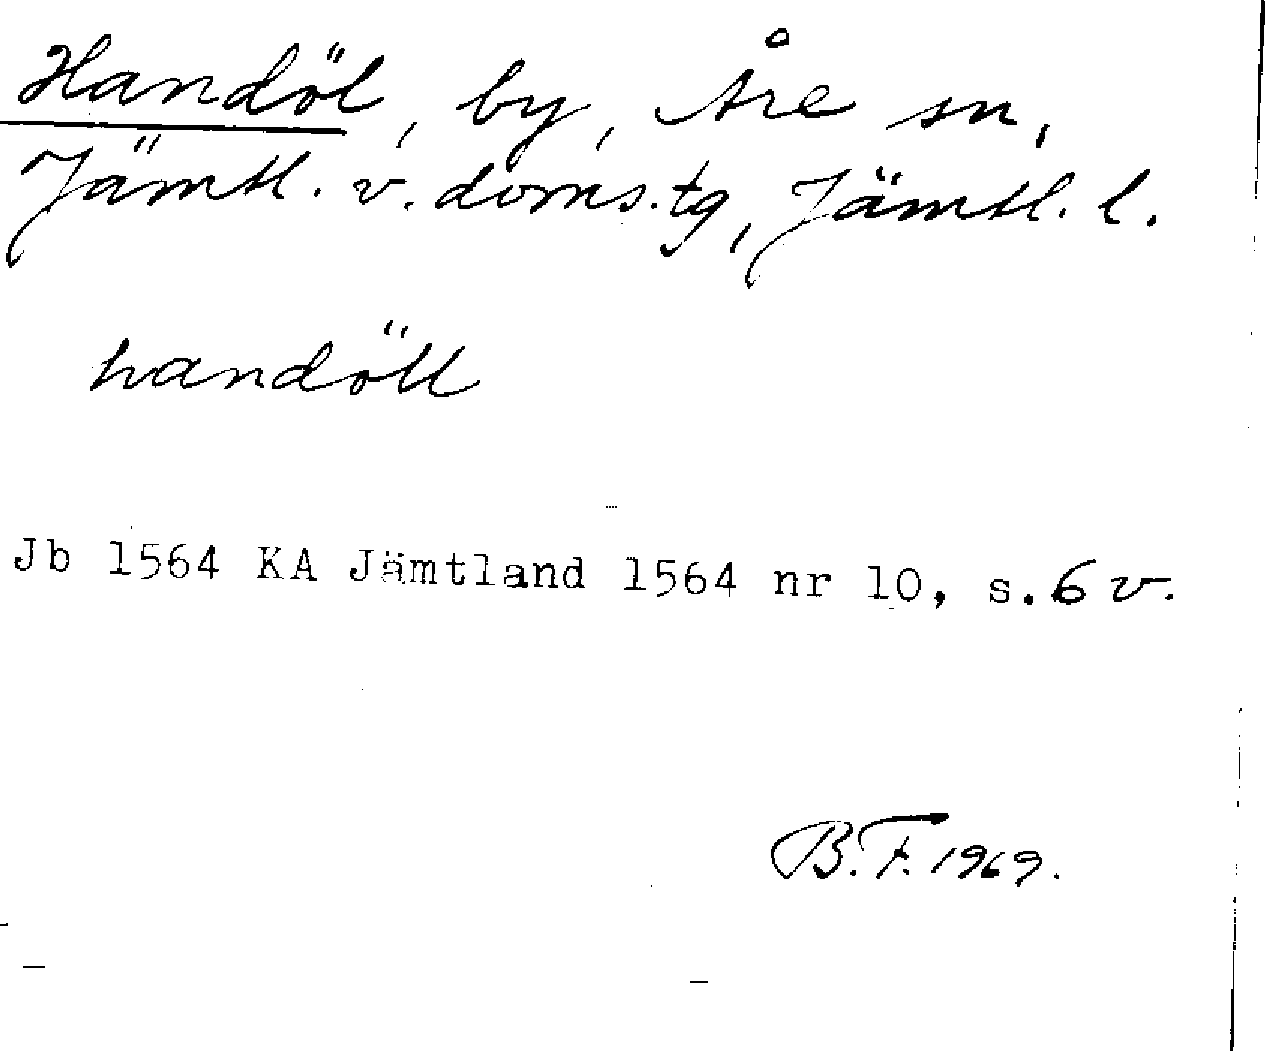 Handöl, by, Åre sn,
Jämtl. v. doms.tg, Jämtl. l.
handöll
Jb 1564 KA Jämtland 1564 nr 10, s. 6 v.
B.F. 1969.